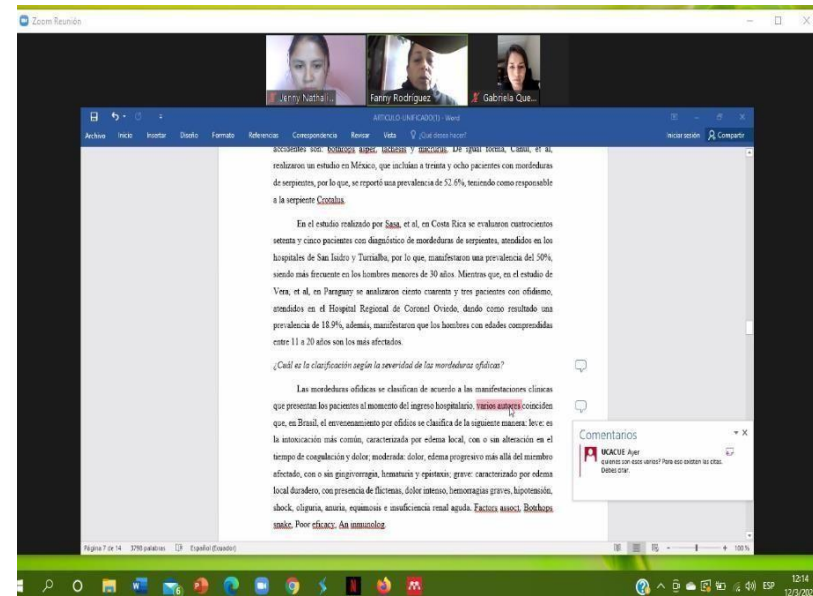 Zoom Reunión
Jenny Nathali...
Fanny Rodríguez
Gabriela Que...
ARTICULO UNIFICADO(1) - Word
Iniciar sesión Compartir
Archivo Inicio Insertar Diseño Formato Referencias Correspondencia Revisar Vista ¿Qué desea hacer?
accidentes son: bothrops asper, lachesis y micrurus. De igual forma, Canul, et al,
realizaron un estudio en México, que incluían a treinta y ocho pacientes con mordeduras
de serpientes, por lo que, se reportó una prevalencia de 52.6%, teniendo como responsable
a la serpiente Crotalus.
En el estudio realizado por Sasa, et al, en Costa Rica se evaluaron cuatrocientos
setenta y cinco pacientes con diagnóstico de mordeduras de serpientes, atendidos en los
hospitales de San Isidro y Turrialba, por lo que, manifestaron una prevalencia del 50%,
siendo más frecuente en los hombres menores de 30 años. Mientras que, en el estudio de
Vera, et al, en Paraguay se analizaron ciento cuarenta y tres pacientes con ofidismo,
atendidos en el Hospital Regional de Coronel Oviedo, dando como resultado una
prevalencia de 18.9%, además, manifestaron que los hombres con edades comprendidas
entre 11 a 20 años son los más afectados.
¿Cuál es la clasificación según la severidad de las mordeduras ofídicas?
Las mordeduras ofídicas se clasifican de acuerdo a las manifestaciones clínicas
que presentan los pacientes al momento del ingreso hospitalario, varios autores coinciden
que, en Brasil, el envenenamiento por ofidios se clasifica de la siguiente manera: leve: es
la intoxicación más común, caracterizada por edema local, con o sin alteración en el
tiempo de coagulación y dolor; moderada: dolor, edema progresivo más allá del miembro
afectado, con o sin gingivorragia, hematuria y epistaxis; grave: caracterizado por edema
local duradero, con presencia de flictenas, dolor intenso, hemorragias graves, hipotensión,
shock, oliguria, anuria, equimosis e insuficiencia renal aguda. Factors assoct, Bothops
snake, Poor eficacy, An inmunolog.
Comentarios
UCACUE Ayer
quienes son esos varios? Para eso existen las citas.
Debes citar.
Página 7 de 14 3798 palabras Español (Ecuador)
100 %
ESP
12:14
12/3/202